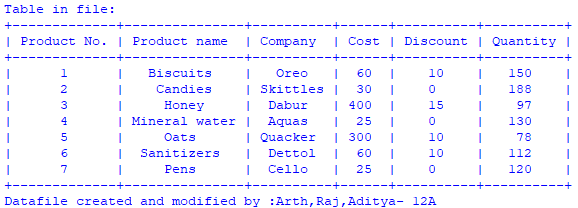 Table in file:
+-------------+---------------+----------+------+----------+----------+
| Product No. | Product name | Company | Cost | Discount | Quantity |
+-------------+---------------+----------+------+----------+----------+
| 1 | Biscuits | Oreo | 60 | 10 | 150 |
| 2 | Candies | Skittles | 30 | 0 | 188 |
| 3 | Honey | Dabur | 400 | 15 | 97 |
| 4 | Mineral water | Aquas | 25 | 0 | 130 |
| 5 | Oats | Quacker | 300 | 10 | 78 |
| 6 | Sanitizers | Dettol | 60 | 10 | 112 |
| 7 | Pens | Cello | 25 | 0 | 120 |
+-------------+---------------+----------+------+----------+----------+
Datafile created and modified by :Arth,Raj,Aditya- 12A